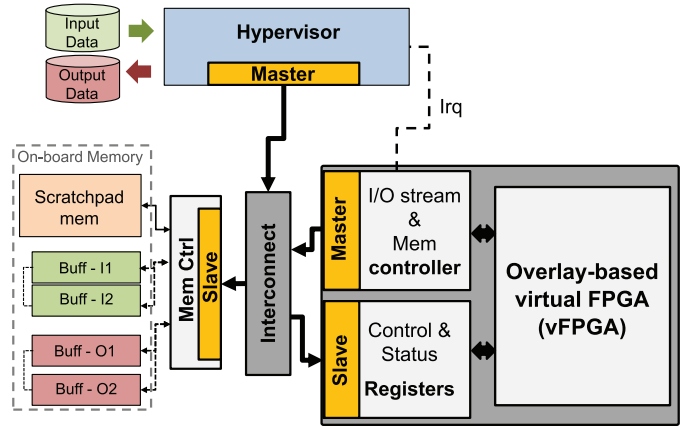 Input
Data
Output
Data
Hypervisor
Master
Irq
On-board Memory
Scratchpad
mem
Buff - I1
Buff - I2
Buff - O1
Buff - O2
Mem Ctrl
Slave
Interconnect
Master
I/O stream
&
Mem
controller
Slave
Control &
Status
Registers
Overlay-based
virtual FPGA
(vFPGA)